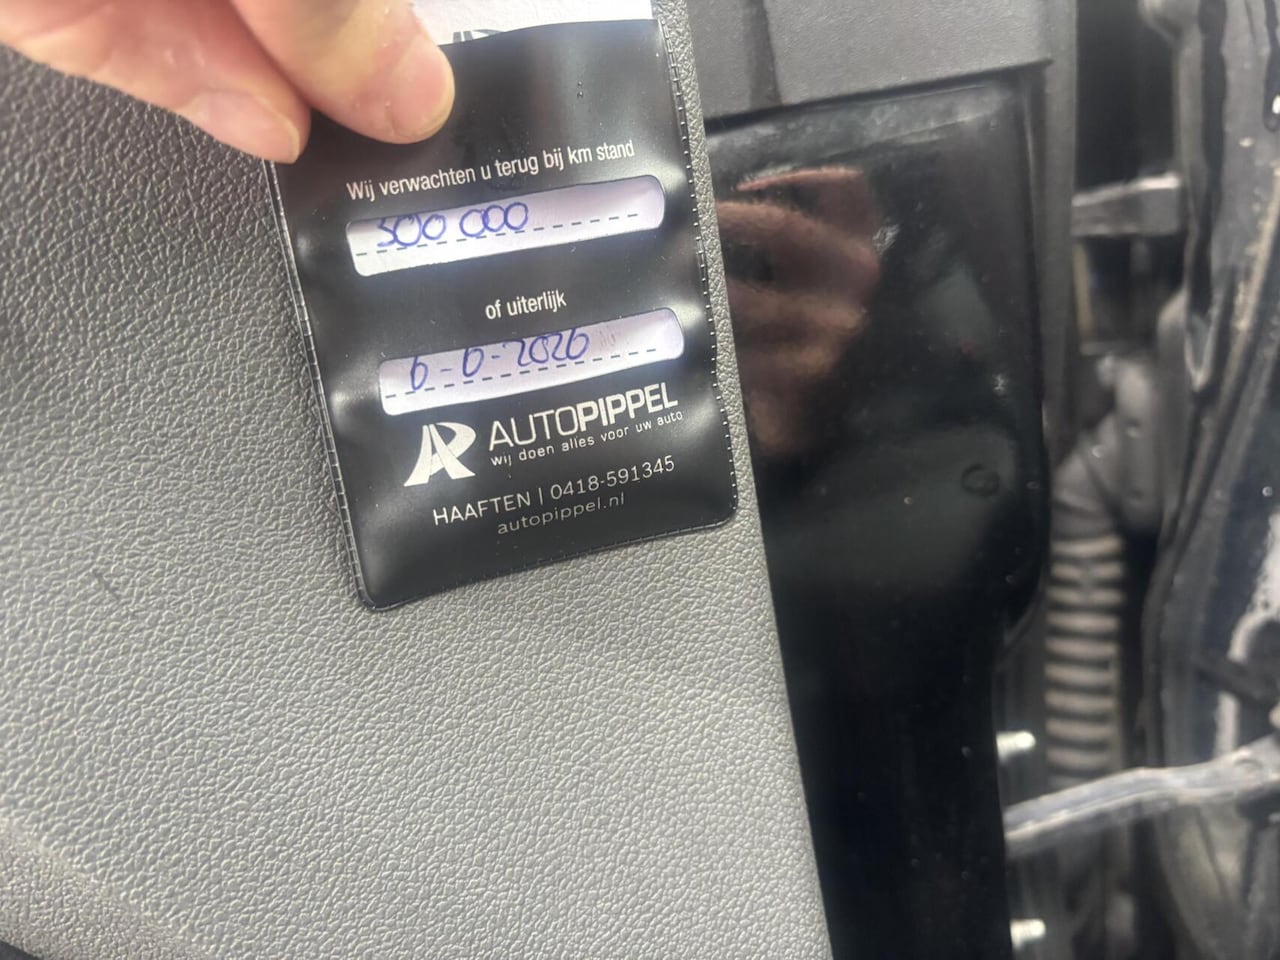 Wij verwachten u terug bij km stand
300 000
of uiterlijk
6-6-2026
AUTOPIPPEL
wij doen alles voor uw auto
HAAFTEN | 0418-591345
autopippel.nl